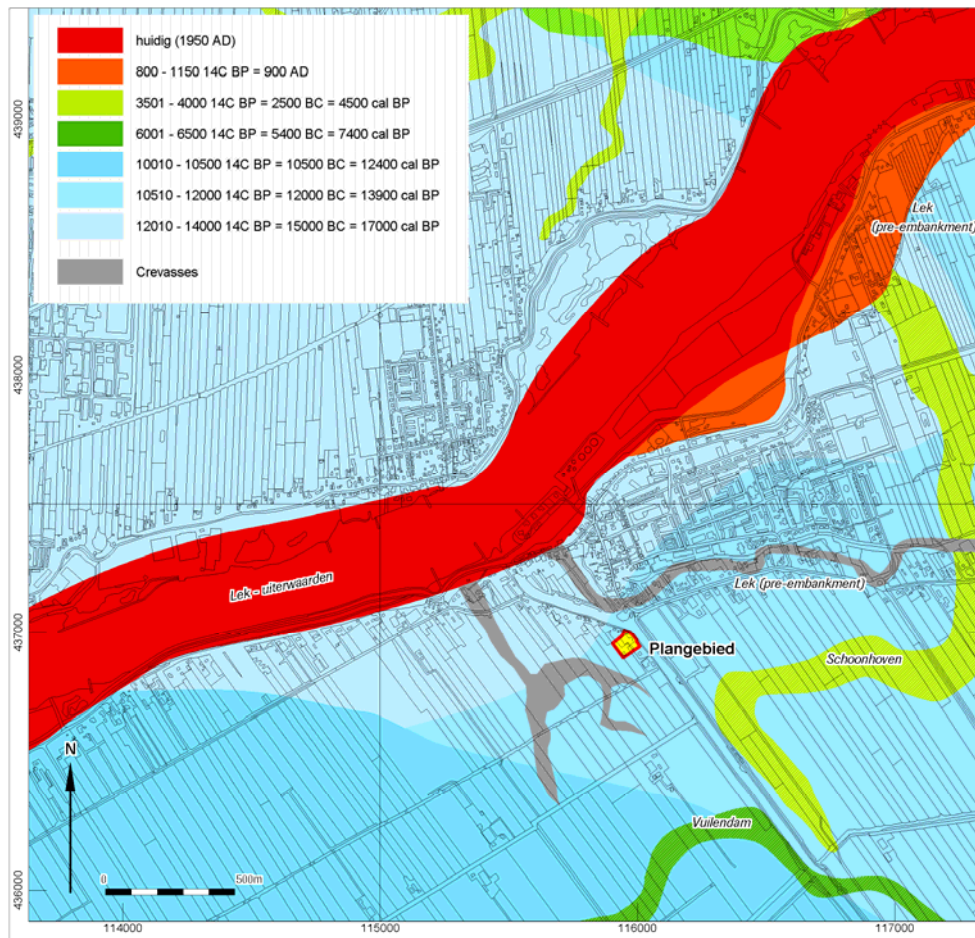 huidig (1950 AD)
800 - 1150 14C BP = 900 AD
3501 - 4000 14C BP = 2500 BC = 4500 cal BP
6001 - 6500 14C BP = 5400 BC = 7400 cal BP
10010 - 10500 14C BP = 10500 BC = 12400 cal BP
10510 - 12000 14C BP = 12000 BC = 13900 cal BP
12010 - 14000 14C BP = 15000 BC = 17000 cal BP
Crevasses
439000
Lek
(pre-embankment)
438000
Lek - uiterwaarden
Lek (pre-embankment)
437000
Plangebied
Schoonhoven
N
Vuilendam
0
500m
436000
114000
115000
116000
117000